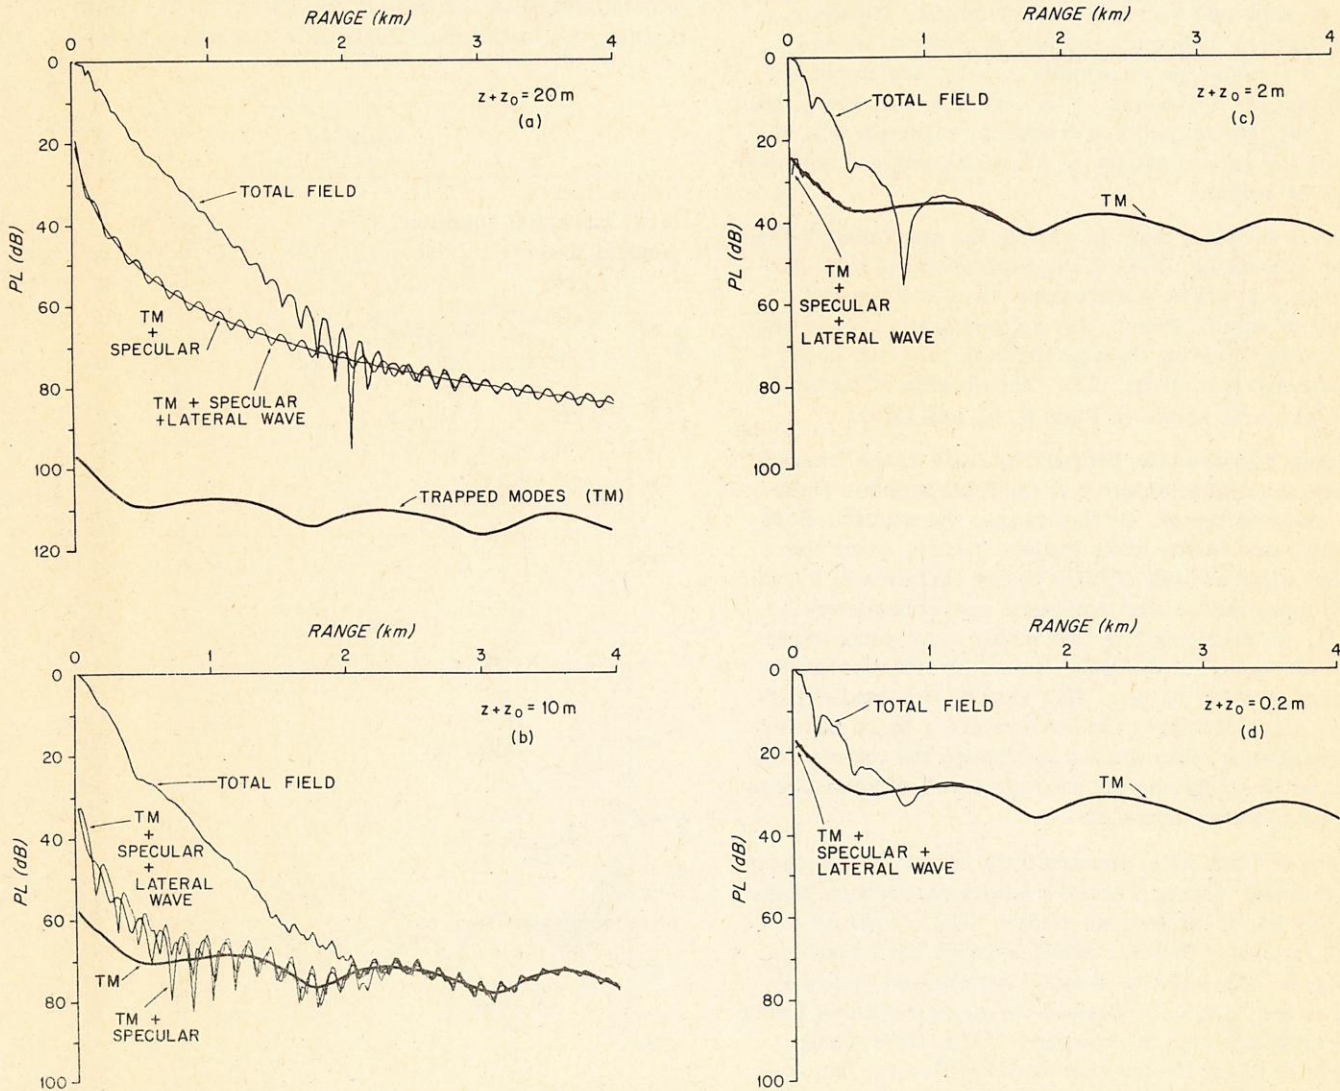 RANGE (km)
0 1 2 3 4
0
20
40
60
80
100
120
PL (dB)
z+z₀ = 20 m
(a)
TOTAL FIELD
TM
+
SPECULAR
TM + SPECULAR
+LATERAL WAVE
TRAPPED MODES (TM)
RANGE (km)
0 1 2 3 4
0
20
40
60
80
100
PL (dB)
z+z₀ = 2 m
(c)
TOTAL FIELD
TM
TM
+
SPECULAR
+
LATERAL WAVE
RANGE (km)
0 1 2 3 4
0
20
40
60
80
100
PL (dB)
z+z₀ = 10 m
(b)
TOTAL FIELD
TM
+
SPECULAR
+
LATERAL
WAVE
TM
TM +
SPECULAR
RANGE (km)
0 1 2 3 4
0
20
40
60
80
100
PL (dB)
z+z₀ = 0.2 m
(d)
TOTAL FIELD
TM
TM +
SPECULAR +
LATERAL WAVE